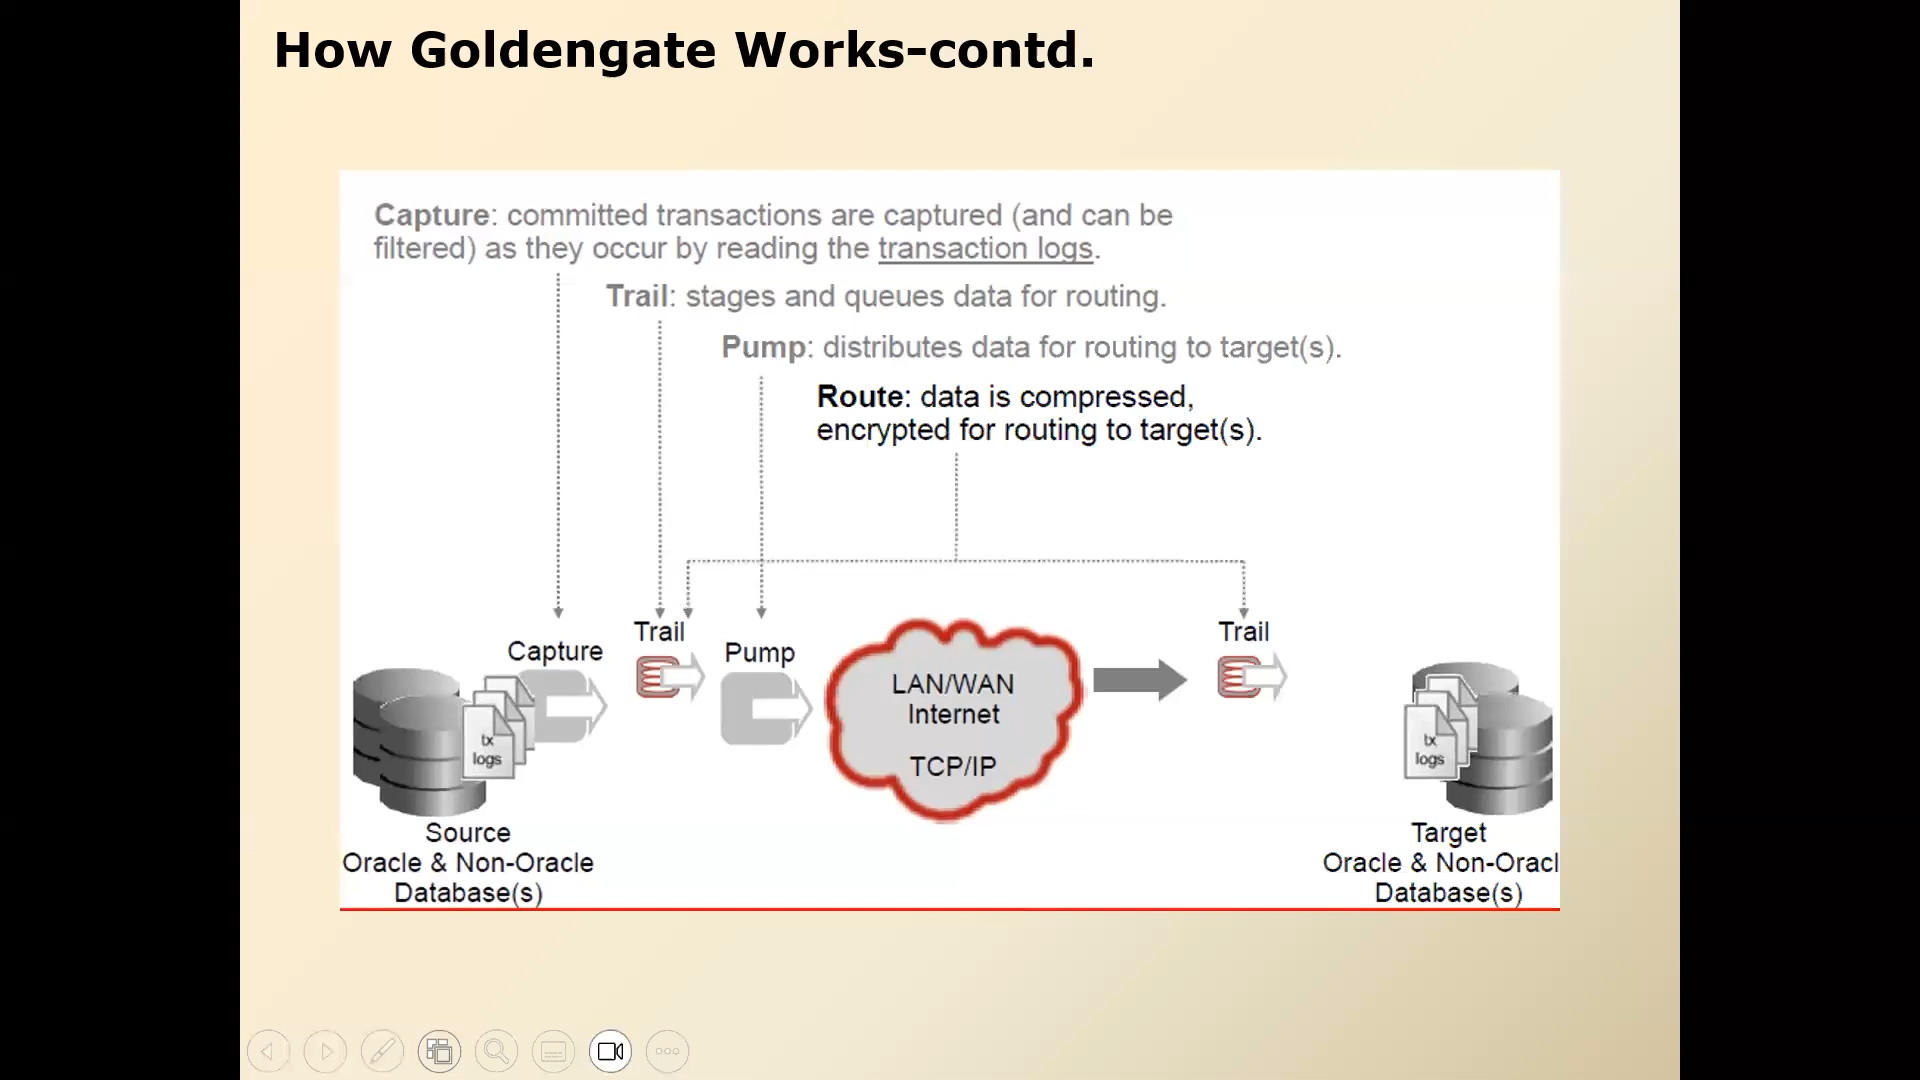 How Goldengate Works-contd.
Capture: committed transactions are captured (and can be
filtered) as they occur by reading the transaction logs.
Trail: stages and queues data for routing.
Pump: distributes data for routing to target(s).
Route: data is compressed,
encrypted for routing to target(s).
Capture
Trail
Pump
Trail
LAN/WAN
Internet
TCP/IP
tx
logs
tx
logs
Source
Oracle & Non-Oracle
Database(s)
Target
Oracle & Non-Oracl
Database(s)